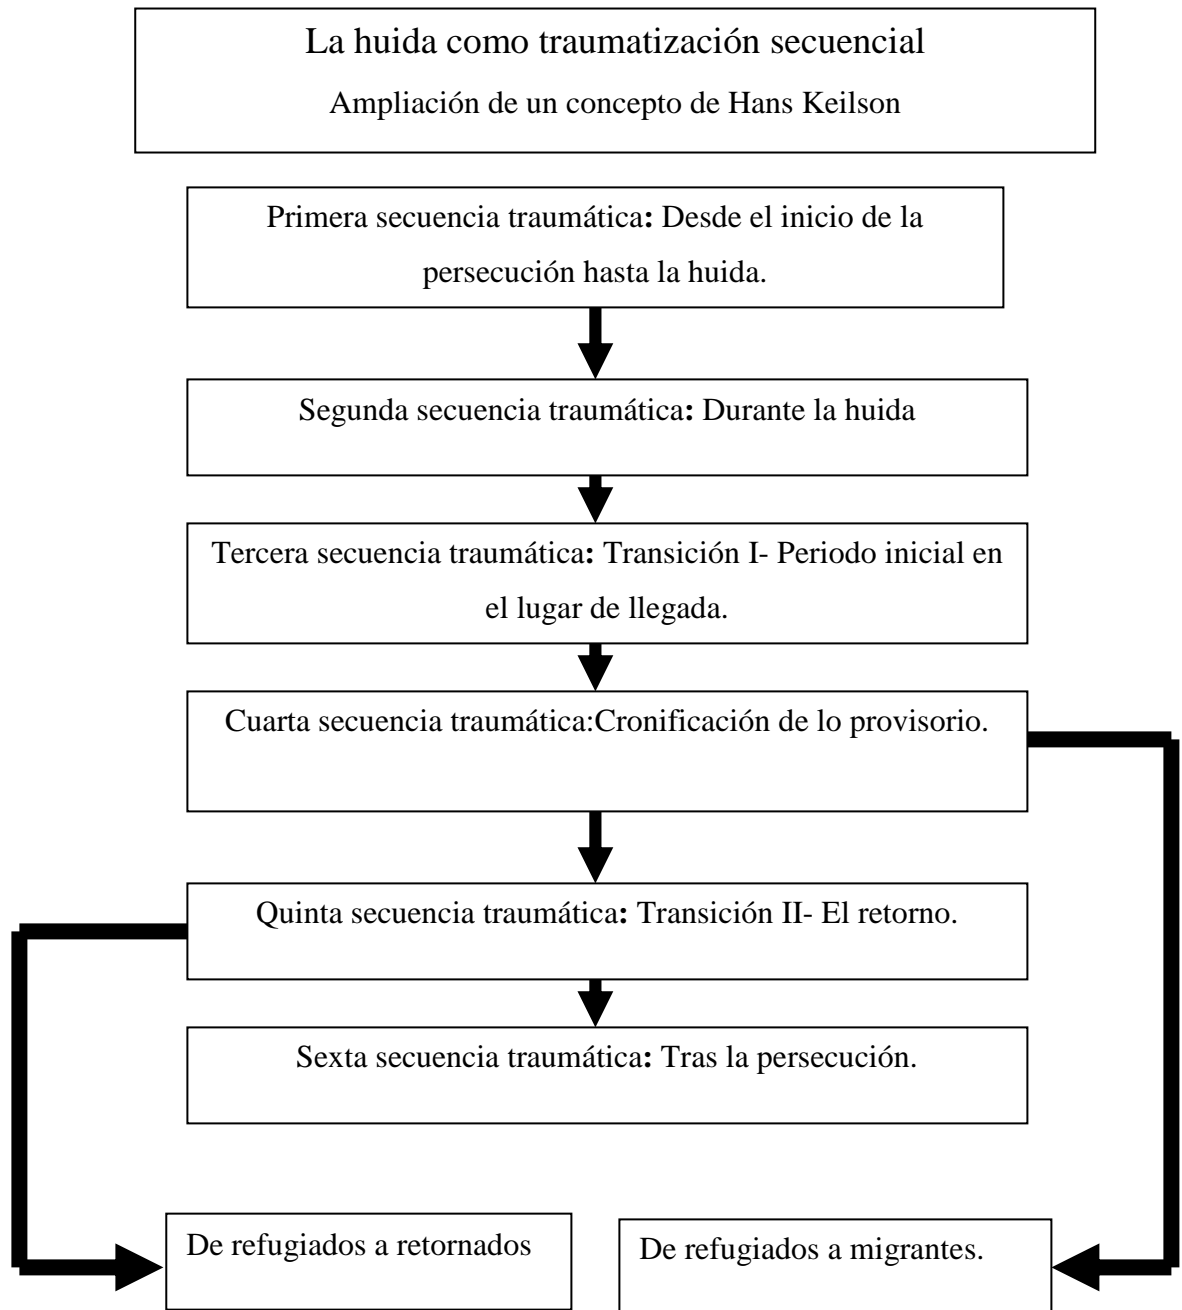 La huida como traumatización secuencial
Ampliación de un concepto de Hans Keilson
Primera secuencia traumática: Desde el inicio de la
persecución hasta la huida.
Segunda secuencia traumática: Durante la huida
Tercera secuencia traumática: Transición I- Periodo inicial en
el lugar de llegada.
Cuarta secuencia traumática:Cronificación de lo provisorio.
Quinta secuencia traumática: Transición II- El retorno.
Sexta secuencia traumática: Tras la persecución.
De refugiados a retornados
De refugiados a migrantes.